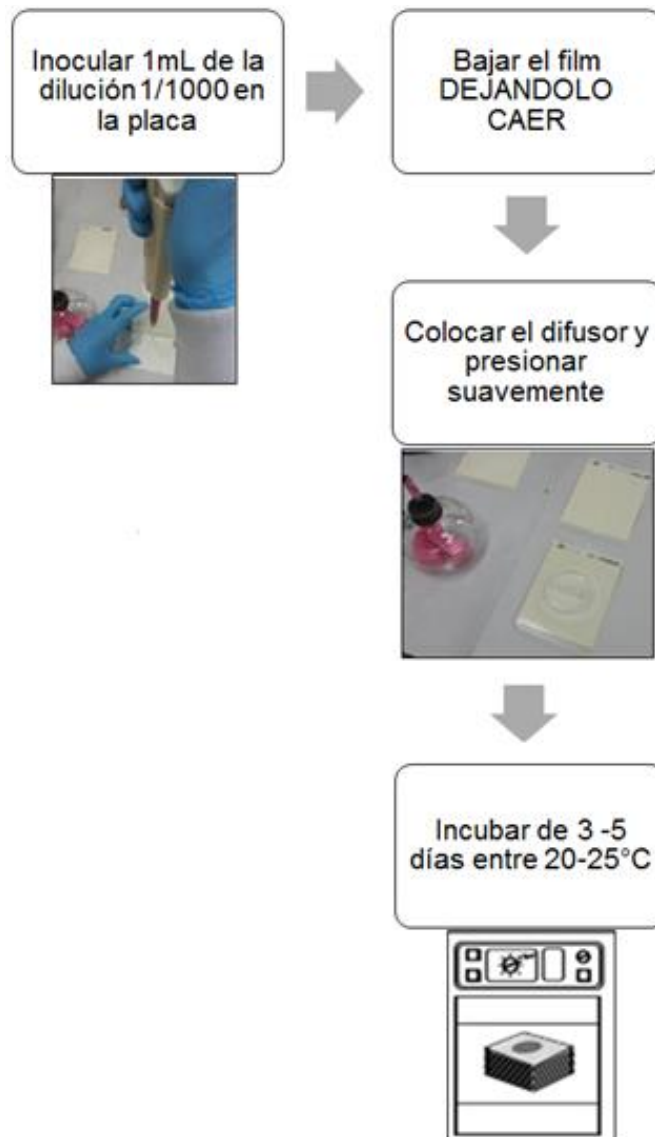 Inocular 1mL de la
dilución 1/1000 en
la placa
Bajar el film
DEJANDOLO
CAER
Colocar el difusor y
presionar
suavemente
Incubar de 3 -5
días entre 20-25°C